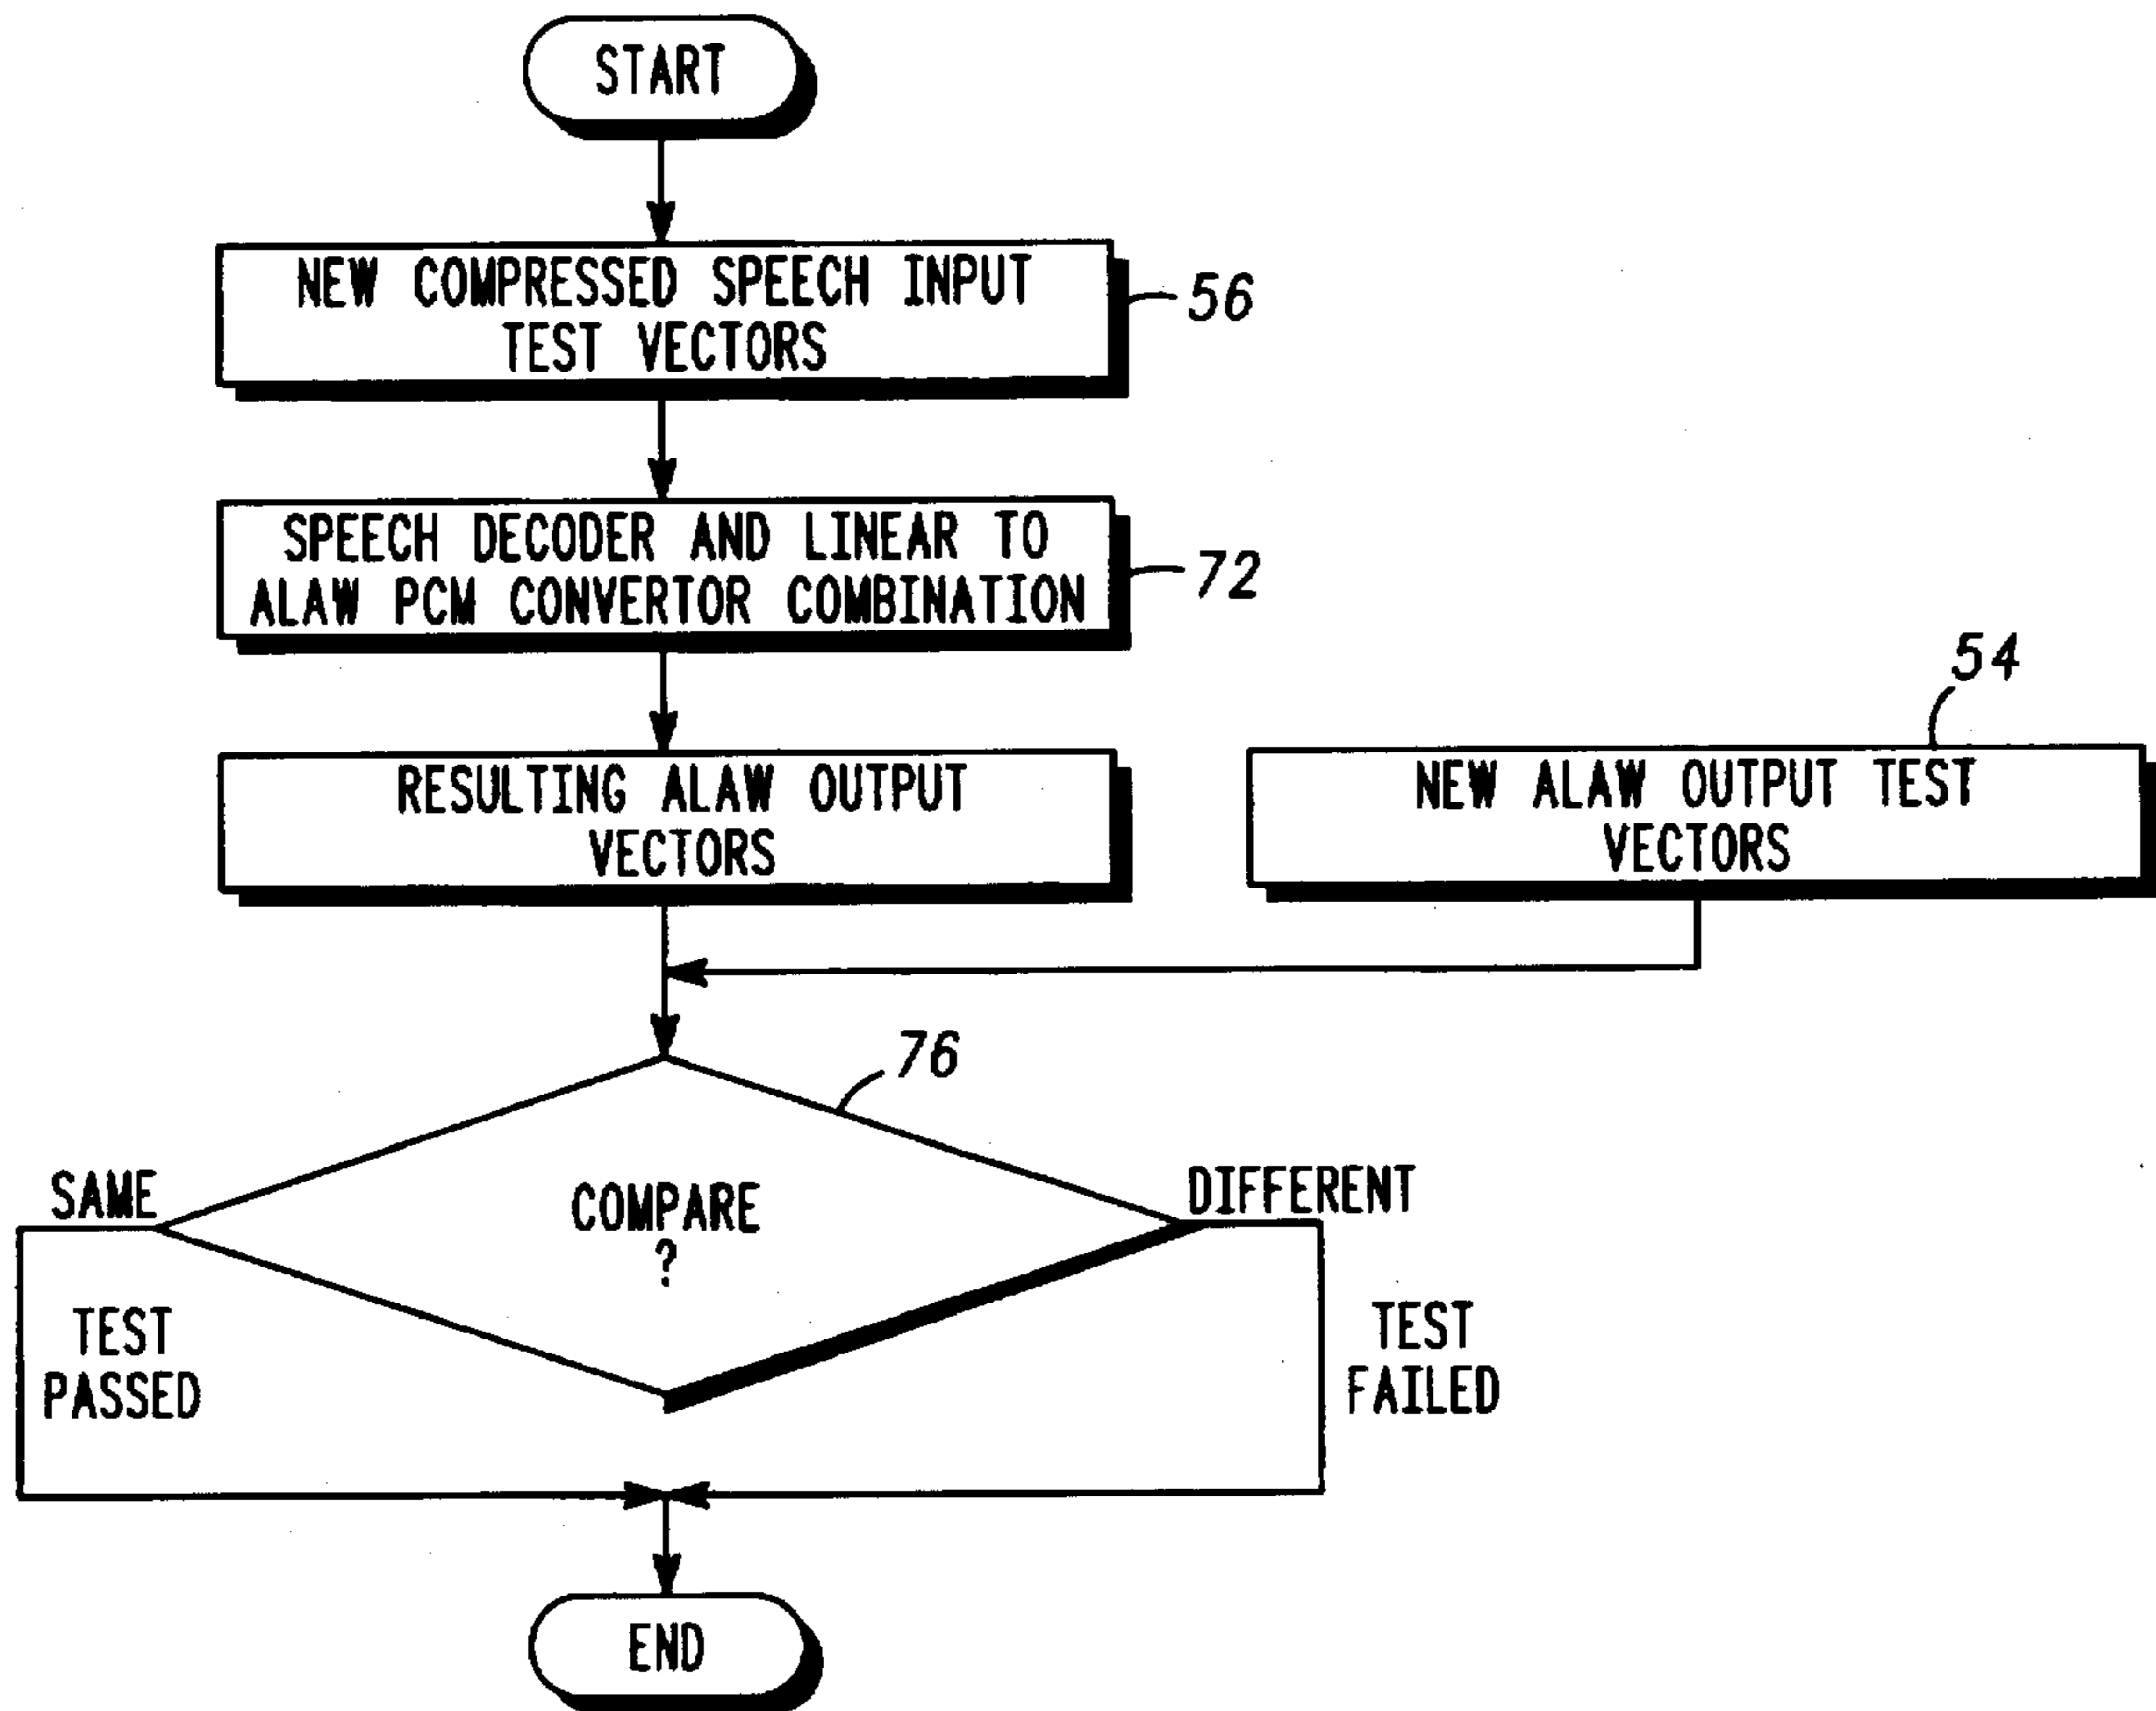 START
NEW COMPRESSED SPEECH INPUT
TEST VECTORS
56
SPEECH DECODER AND LINEAR TO
ALAW PCM CONVERTOR COMBINATION
72
54
RESULTING ALAW OUTPUT
VECTORS
NEW ALAW OUTPUT TEST
VECTORS
76
SAME
COMPARE
?
DIFFERENT
TEST
PASSED
TEST
FAILED
END